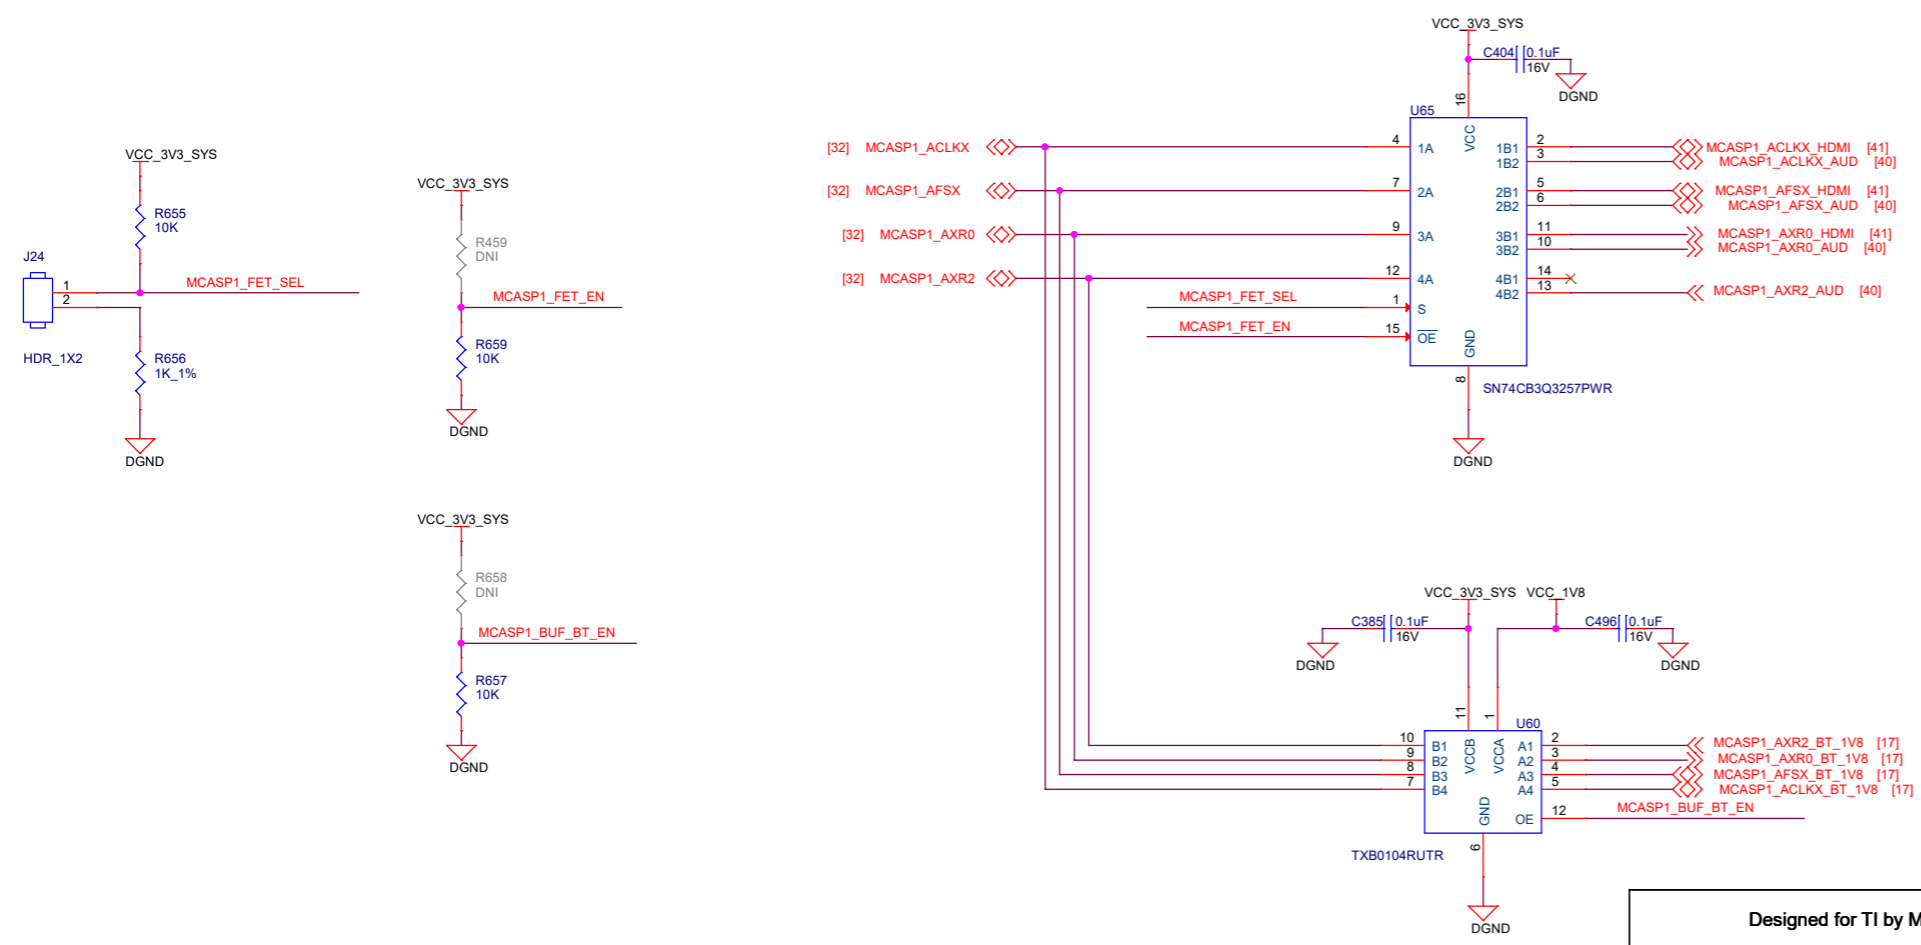 VCC_3V3_SYS
R655
10K
J24
1
2
MCASP1_FET_SEL
HDR_1X2
R656
1K_1%
DGND
VCC_3V3_SYS
R459
DNI
MCASP1_FET_EN
R659
10K
DGND
VCC_3V3_SYS
R658
DNI
MCASP1_BUF_BT_EN
R657
10K
DGND
VCC_3V3_SYS
C404 0.1uF
16V
DGND
16
U65
VCC
[32] MCASP1_ACLKX 4 1A 1B1 2 MCASP1_ACLKX_HDMI [41]
1B2 3 MCASP1_ACLKX_AUD [40]
[32] MCASP1_AFSX 7 2A 2B1 5 MCASP1_AFSX_HDMI [41]
2B2 6 MCASP1_AFSX_AUD [40]
[32] MCASP1_AXR0 9 3A 3B1 11 MCASP1_AXR0_HDMI [41]
3B2 10 MCASP1_AXR0_AUD [40]
[32] MCASP1_AXR2 12 4A 4B1 14
4B2 13 MCASP1_AXR2_AUD [40]
MCASP1_FET_SEL 1 S
MCASP1_FET_EN 15 OE
GND
8
SN74CB3Q3257PWR
DGND
VCC_3V3_SYS VCC_1V8
C385 0.1uF
16V
DGND
C496 0.1uF
16V
DGND
11 1
U60
VCCB VCCA
10 B1 A1 2 MCASP1_AXR2_BT_1V8 [17]
9 B2 A2 3 MCASP1_AXR0_BT_1V8 [17]
8 B3 A3 4 MCASP1_AFSX_BT_1V8 [17]
7 B4 A4 5 MCASP1_ACLKX_BT_1V8 [17]
GND OE 12 MCASP1_BUF_BT_EN
6
TXB0104RUTR
DGND
Designed for TI by M